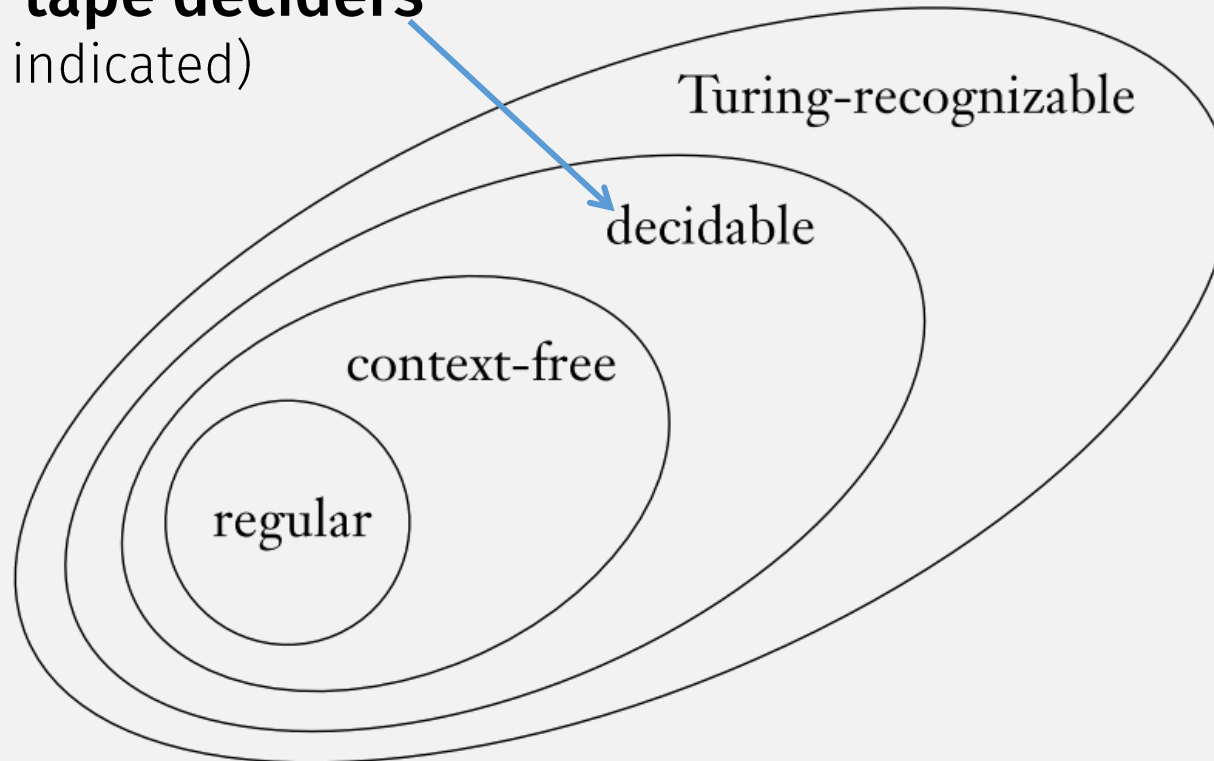 tape deciders
indicated)
Turing-recognizable
decidable
context-free
regular